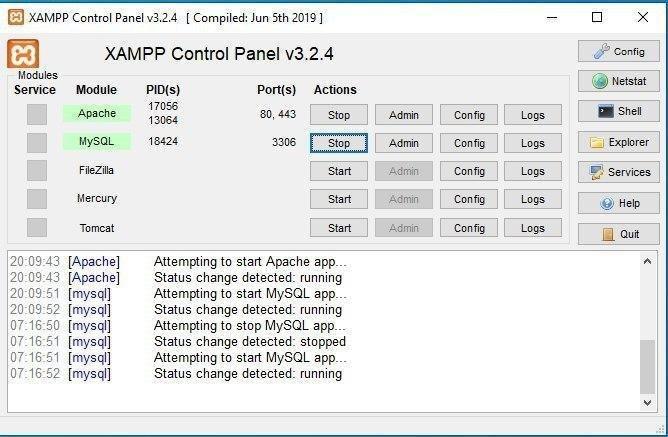 XAMPP Control Panel v3.2.4 [ Compiled: Jun 5th 2019 ]
XAMPP Control Panel v3.2.4
Config
Modules
Service Module PID(s) Port(s) Actions
Netstat
Apache 17056 13064 80, 443 Stop Admin Config Logs
Shell
MySQL 18424 3306 Stop Admin Config Logs
Explorer
FileZilla Start Admin Config Logs
Services
Mercury Start Admin Config Logs
Help
Tomcat Start Admin Config Logs
Quit
20:09:43 [Apache] Attempting to start Apache app...
20:09:43 [Apache] Status change detected: running
20:09:51 [mysql] Attempting to start MySQL app...
20:09:52 [mysql] Status change detected: running
07:16:50 [mysql] Attempting to stop MySQL app...
07:16:51 [mysql] Status change detected: stopped
07:16:51 [mysql] Attempting to start MySQL app...
07:16:52 [mysql] Status change detected: running